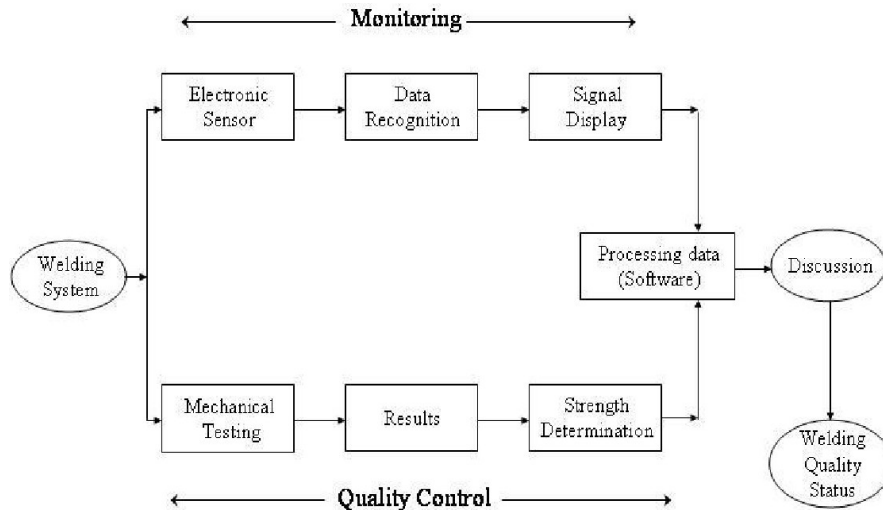 Monitoring
Electronic
Sensor
Data
Recognition
Signal
Display
Welding
System
Processing data
(Software)
Discussion
Mechanical
Testing
Results
Strength
Determination
Welding
Quality
Status
Quality Control